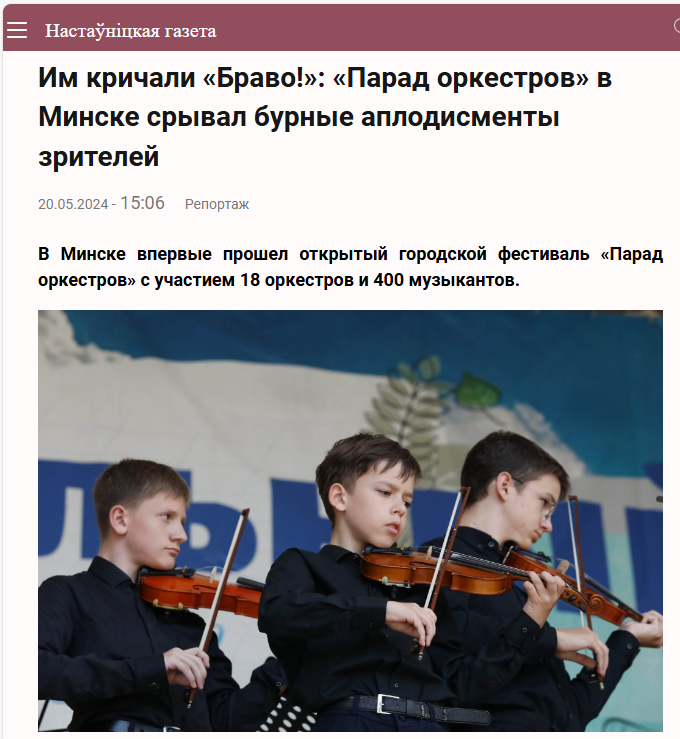 Настаўніцкая газета
Им кричали «Браво!»: «Парад оркестров» в
Минске срывал бурные аплодисменты
зрителей
20.05.2024 - 15:06 Репортаж
В Минске впервые прошел открытый городской фестиваль «Парад
оркестров» с участием 18 оркестров и 400 музыкантов.